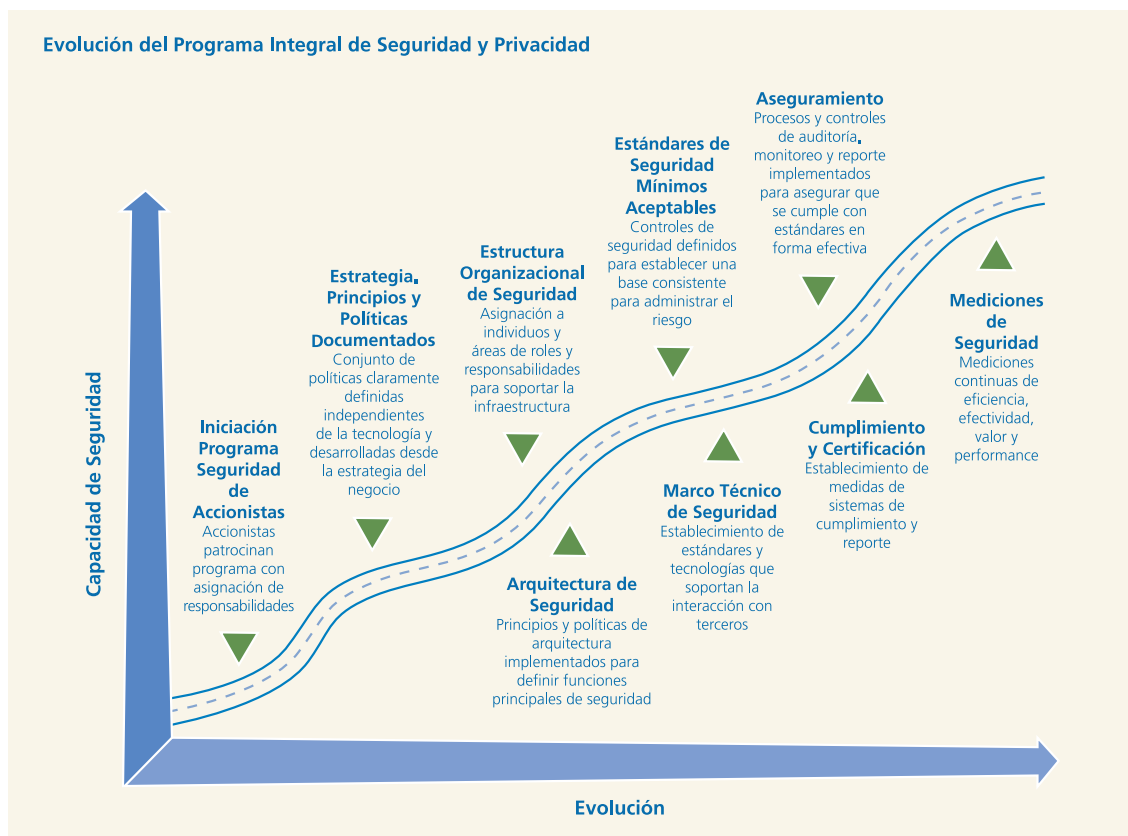 Evolución del Programa Integral de Seguridad y Privacidad
Capacidad de Seguridad
Iniciación
Programa
Seguridad
de
Accionistas
Accionistas
patrocinan
programa con
asignación de
responsabilidades
Estrategia.
Principios y
Políticas
Documentados
Conjunto de
políticas claramente
definidas
independientes
de la tecnología y
desarrolladas desde
la estrategia del
negocio
Estructura
Organizacional
de Seguridad
Asignación a
individuos y
áreas de roles y
responsabilidades
para soportar la
infraestructura
Arquitectura de
Seguridad
Principios y políticas de
arquitectura
implementados para
definir funciones
principales de seguridad
Estándares de
Seguridad
Mínimos
Aceptables
Controles de
seguridad definidos
para establecer una
base consistente
para administrar el
riesgo
Marco Técnico
de Seguridad
Establecimiento de
estándares y
tecnologías que
soportan la
interacción con
terceros
Aseguramiento
Procesos y controles
de auditoría.
monitoreo y reporte
implementados
para asegurar que
se cumple con
estándares en
forma efectiva
Cumplimiento
y Certificación
Establecimiento de
medidas de
sistemas de
cumplimiento y
reporte
Mediciones
de
Seguridad
Mediciones
continuas de
eficiencia,
efectividad,
valor y
performance
Evolución